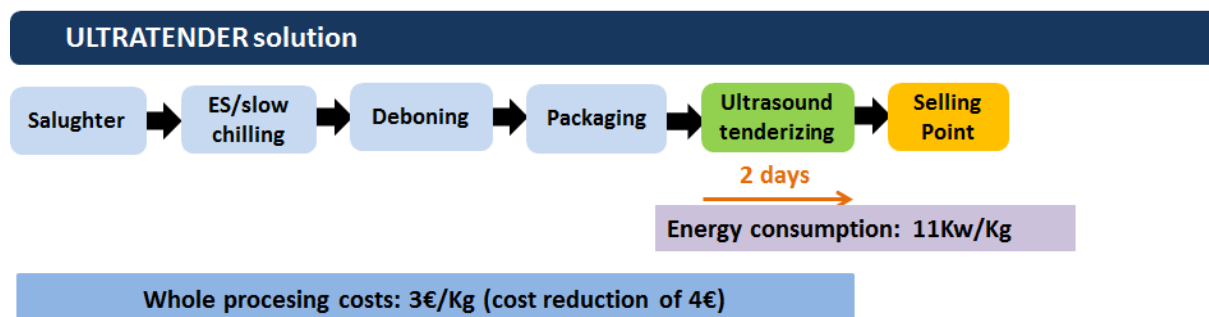 ULTRATENDER solution
Salughter
ES/slow
chilling
Deboning
Packaging
Ultrasound
tenderizing
Selling
Point
2 days
Energy consumption: 11Kw/Kg
Whole procesing costs: 3€/Kg (cost reduction of 4€)